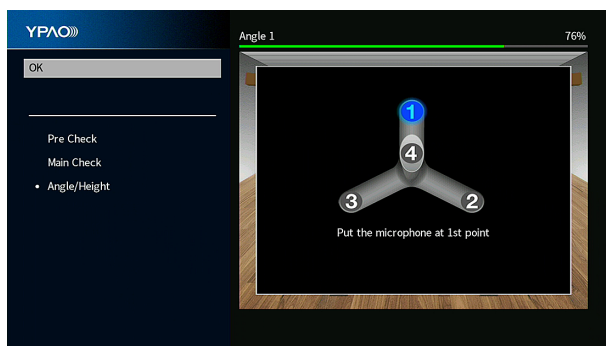 YPAO
OK
Pre Check
Main Check
• Angle/Height
Angle 1
76%
1
4
3
2
Put the microphone at 1st point